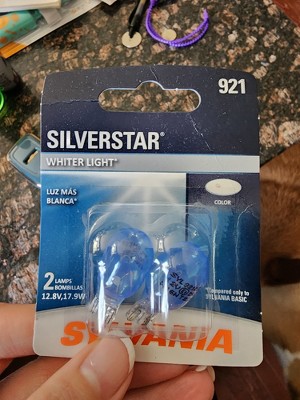 921
SILVERSTAR®
WHITER LIGHT*
LUZ MÁS
BLANCA*
COLOR
2 LAMPS
BOMBILLAS
12.8V, 17.9W
*Compared only to
SYLVANIA BASIC
SYLVANIA